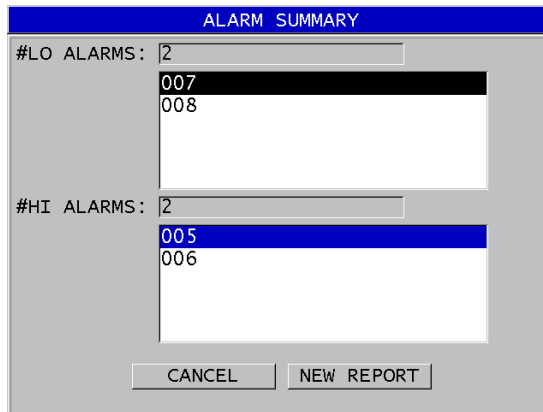 ALARM SUMMARY
#LO ALARMS: 2
007
008
#HI ALARMS: 2
005
006
CANCEL NEW REPORT